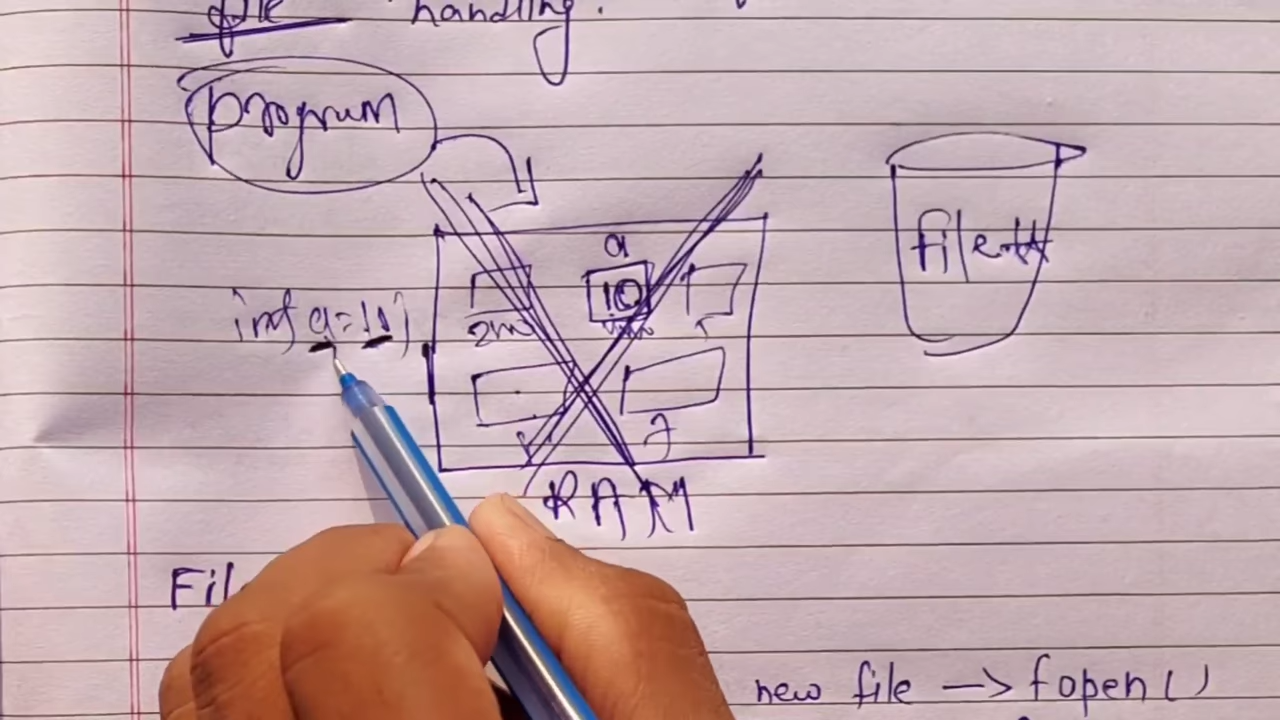 file handling.
program
a
10
int a=10;
RAM
Fil
new file → fopen()